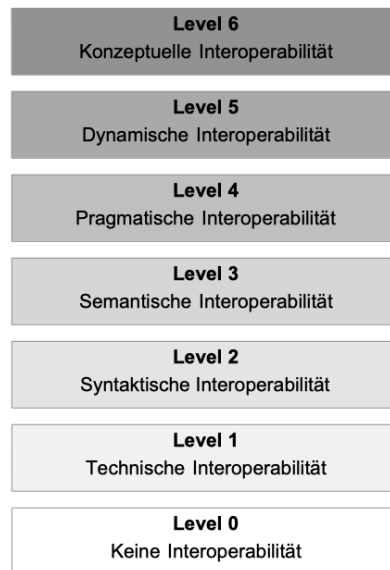 Level 6
Konzeptuelle Interoperabilität
Level 5
Dynamische Interoperabilität
Level 4
Pragmatische Interoperabilität
Level 3
Semantische Interoperabilität
Level 2
Syntaktische Interoperabilität
Level 1
Technische Interoperabilität
Level 0
Keine Interoperabilität